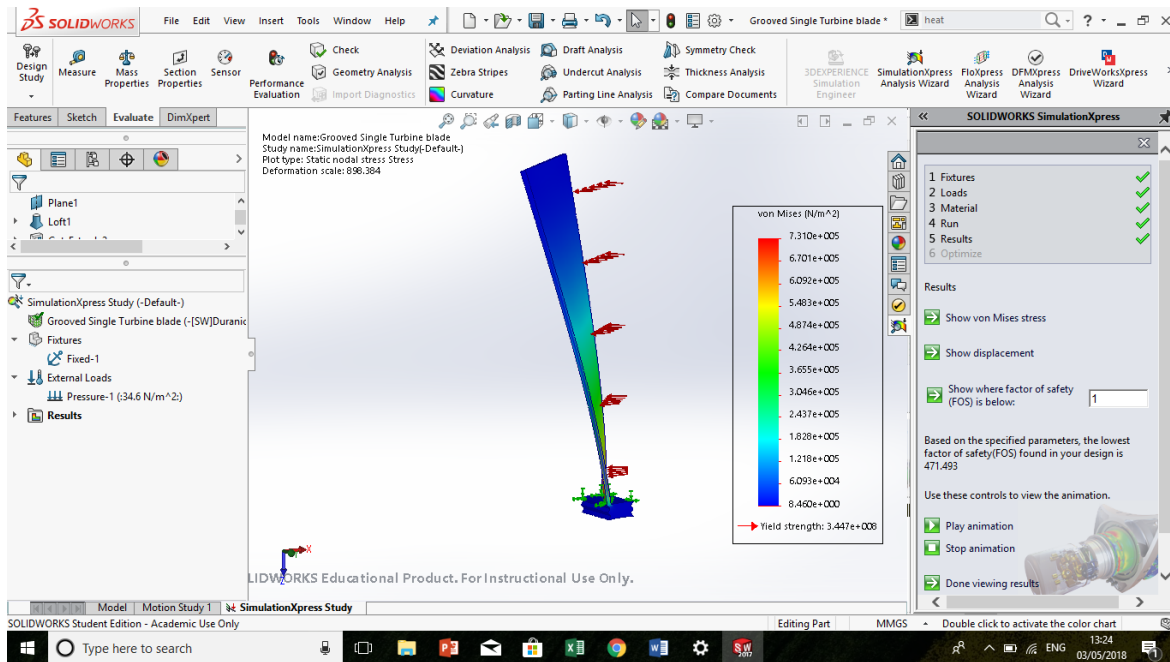 SOLIDWORKS
File Edit View Insert Tools Window Help
Grooved Single Turbine blade *
heat
Design Study
Measure
Mass Properties
Section Properties
Sensor
Performance Evaluation
Check
Geometry Analysis
Import Diagnostics
Deviation Analysis
Zebra Stripes
Curvature
Draft Analysis
Undercut Analysis
Parting Line Analysis
Symmetry Check
Thickness Analysis
Compare Documents
3DEXPERIENCE Simulation Engineer
SimulationXpress Analysis Wizard
FloXpress Analysis Wizard
DFMXpress Analysis Wizard
DriveWorksXpress Wizard
Features Sketch Evaluate DimXpert
Plane1
Loft1
SimulationXpress Study (-Default-)
Grooved Single Turbine blade (-[SW]Duranic
Fixtures
Fixed-1
External Loads
Pressure-1 (:34.6 N/m^2:)
Results
Model name:Grooved Single Turbine blade
Study name:SimulationXpress Study(-Default-)
Plot type: Static nodal stress Stress
Deformation scale: 898.384
von Mises (N/m^2)
7.310e+005
6.701e+005
6.092e+005
5.483e+005
4.874e+005
4.264e+005
3.655e+005
3.046e+005
2.437e+005
1.828e+005
1.218e+005
6.093e+004
8.460e+000
Yield strength: 3.447e+008
X
Z
LIDWORKS Educational Product. For Instructional Use Only.
SOLIDWORKS SimulationXpress
1 Fixtures
2 Loads
3 Material
4 Run
5 Results
6 Optimize
Results
Show von Mises stress
Show displacement
Show where factor of safety
(FOS) is below:
1
Based on the specified parameters, the lowest
factor of safety(FOS) found in your design is
471.493
Use these controls to view the animation.
Play animation
Stop animation
Done viewing results
Model Motion Study 1 SimulationXpress Study
SOLIDWORKS Student Edition - Academic Use Only
Editing Part
MMGS
Double click to activate the color chart
Type here to search
ENG
13:24
03/05/2018